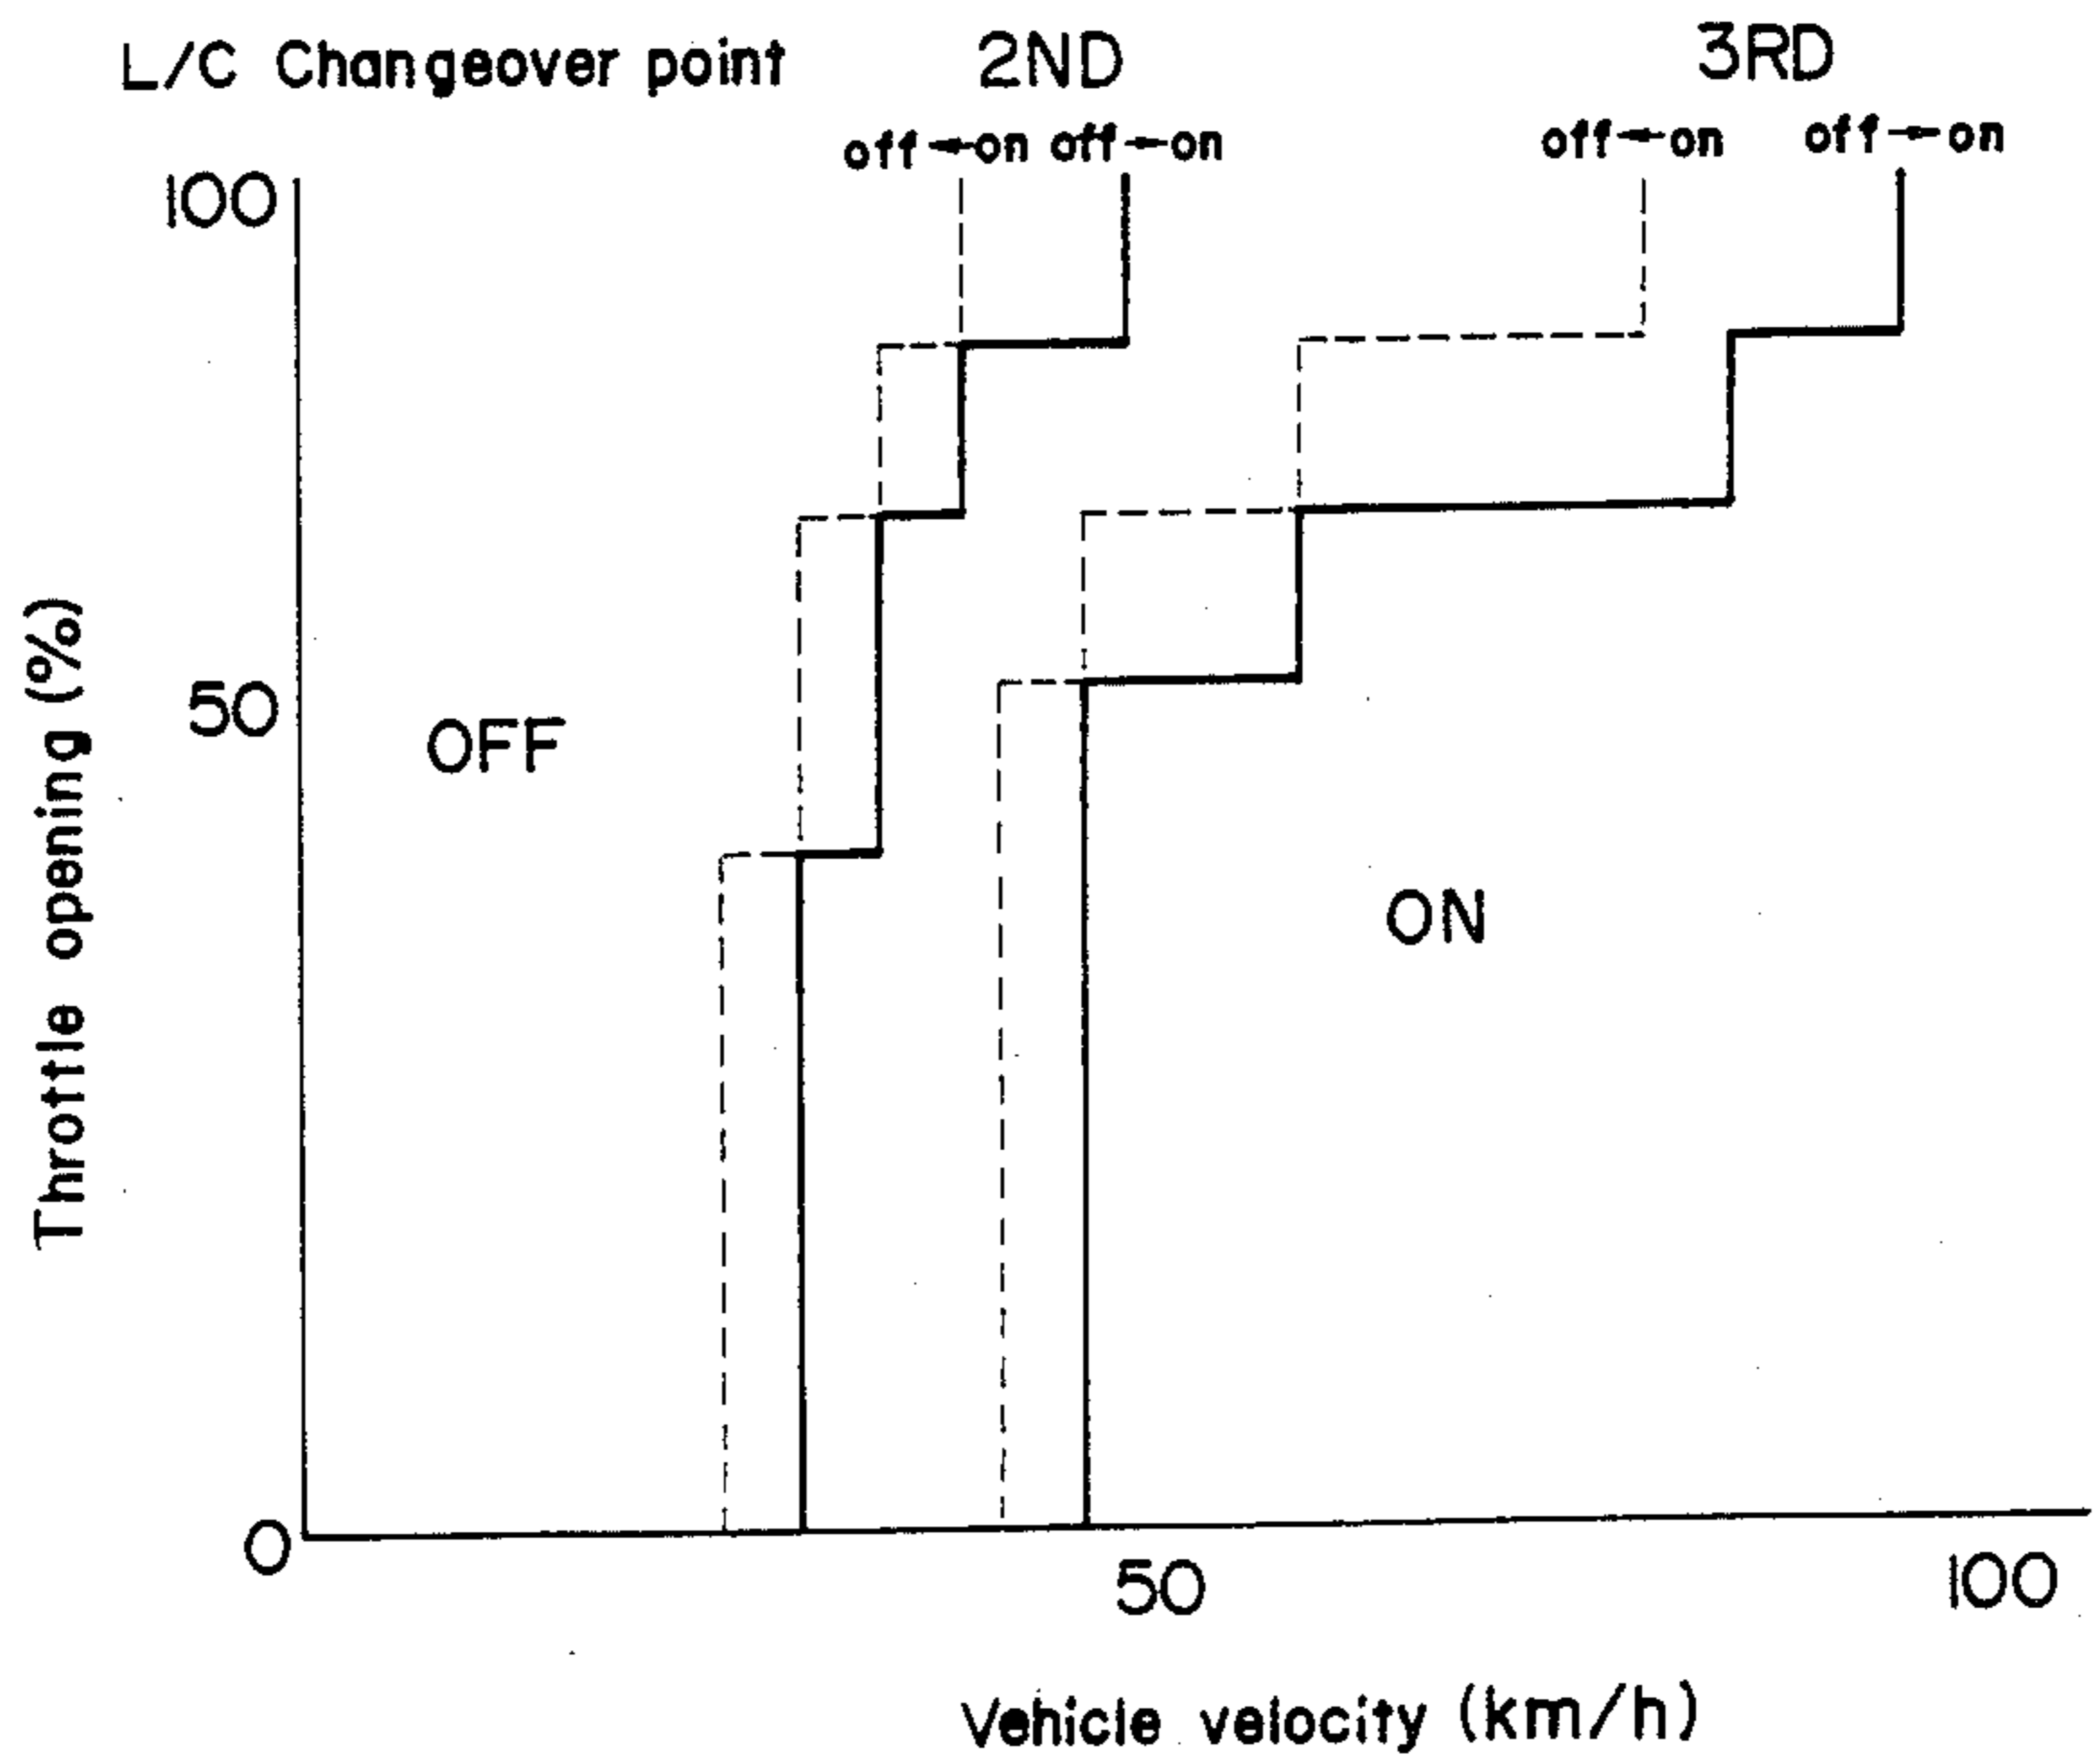 L/C Changeover point 2ND 3RD
off←on off→on off←on off→on
100
50
0
Throttle opening (%)
OFF
ON
50 100
Vehicle velocity (km/h)